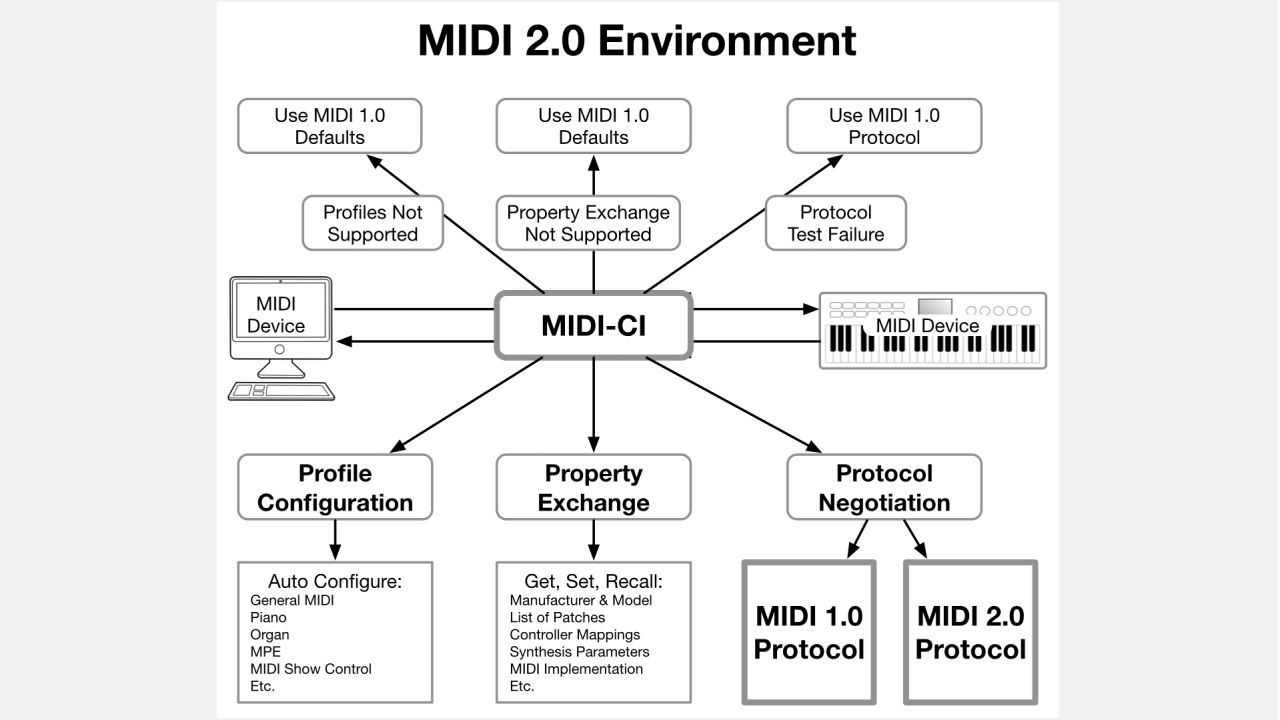 MIDI 2.0 Environment
Use MIDI 1.0
Defaults
Use MIDI 1.0
Defaults
Use MIDI 1.0
Protocol
Profiles Not
Supported
Property Exchange
Not Supported
Protocol
Test Failure
MIDI
Device
MIDI-CI
MIDI Device
Profile
Configuration
Property
Exchange
Protocol
Negotiation
Auto Configure:
General MIDI
Piano
Organ
MPE
MIDI Show Control
Etc.
Get, Set, Recall:
Manufacturer & Model
List of Patches
Controller Mappings
Synthesis Parameters
MIDI Implementation
Etc.
MIDI 1.0
Protocol
MIDI 2.0
Protocol